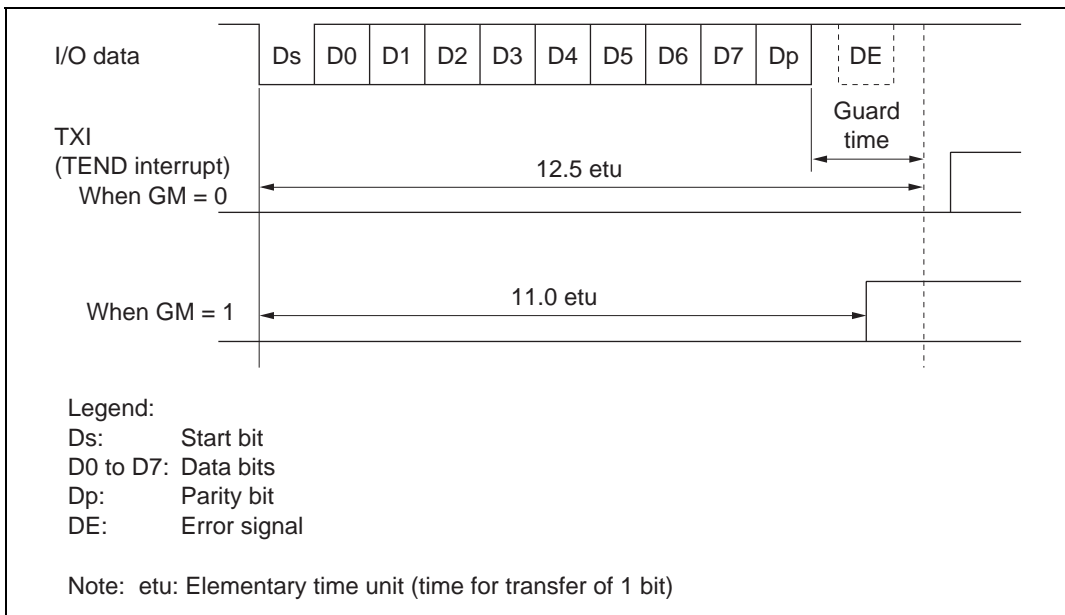 I/O data
Ds D0 D1 D2 D3 D4 D5 D6 D7 Dp DE
Guard
time
TXI
(TEND interrupt)
When GM = 0
12.5 etu
When GM = 1
11.0 etu
Legend:
Ds: Start bit
D0 to D7: Data bits
Dp: Parity bit
DE: Error signal
Note: etu: Elementary time unit (time for transfer of 1 bit)